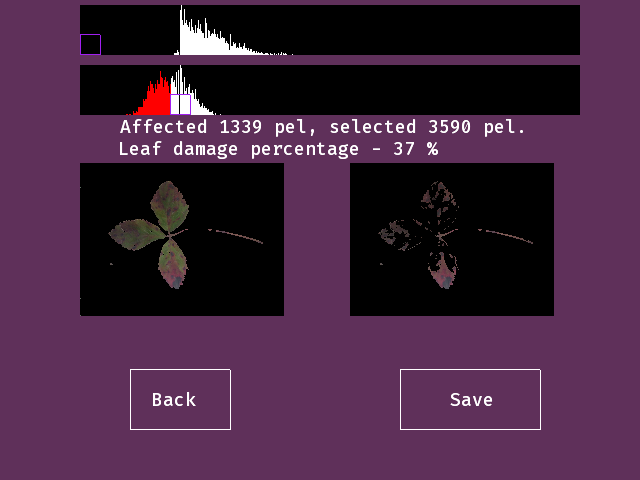 Affected 1339 pel, selected 3590 pel.
Leaf damage percentage - 37 %
Back
Save